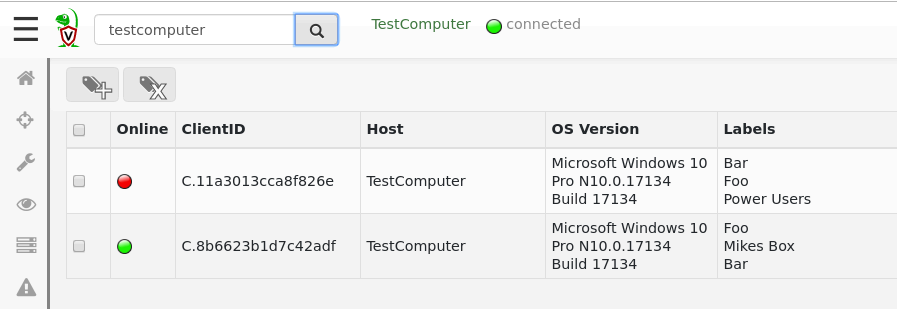 testcomputer
TestComputer connected
Online ClientID Host OS Version Labels
C.11a3013cca8f826e TestComputer Microsoft Windows 10 Bar
Pro N10.0.17134 Foo
Build 17134 Power Users
C.8b6623b1d7c42adf TestComputer Microsoft Windows 10 Foo
Pro N10.0.17134 Mikes Box
Build 17134 Bar